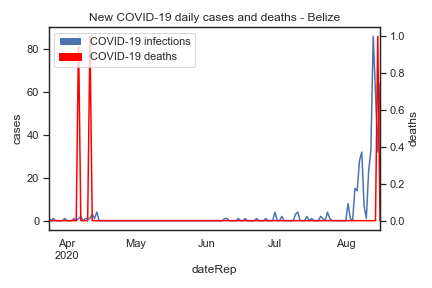 New COVID-19 daily cases and deaths - Belize
COVID-19 infections
COVID-19 deaths
80
60
40
20
0
cases
1.0
0.8
0.6
0.4
0.2
0.0
deaths
Apr May Jun Jul Aug
2020
dateRep